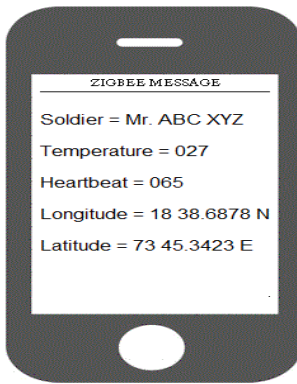 ZIGBEE MESSAGE
Soldier = Mr. ABC XYZ
Temperature = 027
Heartbeat = 065
Longitude = 18 38.6878 N
Latitude = 73 45.3423 E
.